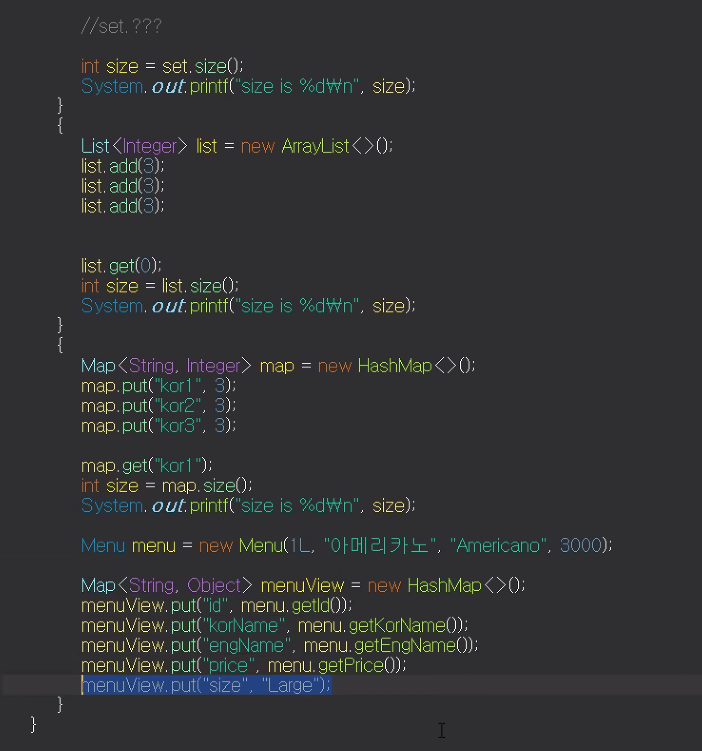 //set.???
int size = set.size();
System.out.printf("size is %d₩n", size);
}
{
List<Integer> list = new ArrayList<>();
list.add(3);
list.add(3);
list.add(3);
list.get(0);
int size = list.size();
System.out.printf("size is %d₩n", size);
}
{
Map<String, Integer> map = new HashMap<>();
map.put("kor1", 3);
map.put("kor2", 3);
map.put("kor3", 3);
map.get("kor1");
int size = map.size();
System.out.printf("size is %d₩n", size);
Menu menu = new Menu(1L, "아메리카노", "Americano", 3000);
Map<String, Object> menuView = new HashMap<>();
menuView.put("id", menu.getId());
menuView.put("korName", menu.getKorName());
menuView.put("engName", menu.getEngName());
menuView.put("price", menu.getPrice());
menuView.put("size", "Large");
}
}